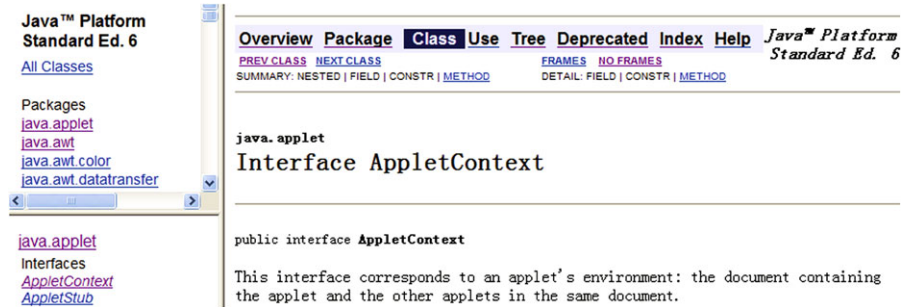 Java™ Platform
Standard Ed. 6
All Classes
Packages
java.applet
java.awt
java.awt.color
java.awt.datatransfer
java.applet
Interfaces
AppletContext
AppletStub
Overview Package Class Use Tree Deprecated Index Help
Java™ Platform
Standard Ed. 6
PREV CLASS NEXT CLASS
FRAMES NO FRAMES
SUMMARY: NESTED | FIELD | CONSTR | METHOD
DETAIL: FIELD | CONSTR | METHOD
java.applet
Interface AppletContext
public interface AppletContext
This interface corresponds to an applet's environment: the document containing
the applet and the other applets in the same document.